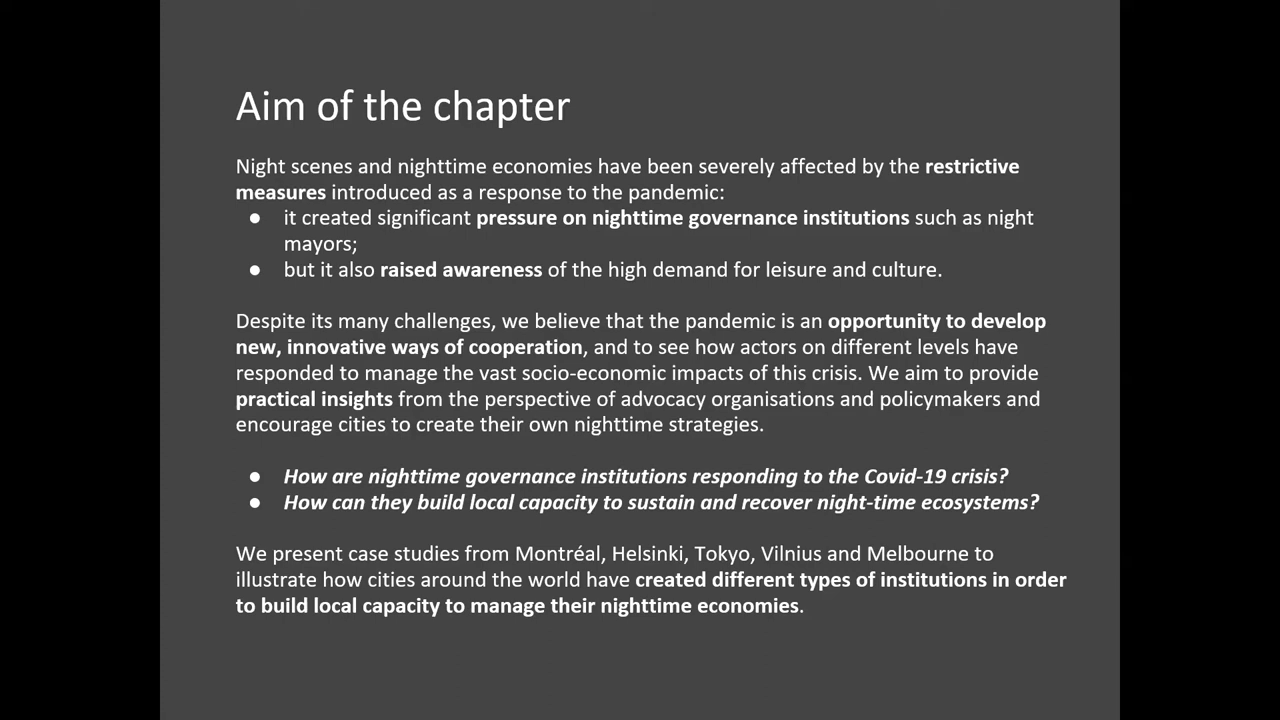 Aim of the chapter
Night scenes and nighttime economies have been severely affected by the restrictive
measures introduced as a response to the pandemic:
● it created significant pressure on nighttime governance institutions such as night
mayors;
● but it also raised awareness of the high demand for leisure and culture.
Despite its many challenges, we believe that the pandemic is an opportunity to develop
new, innovative ways of cooperation, and to see how actors on different levels have
responded to manage the vast socio-economic impacts of this crisis. We aim to provide
practical insights from the perspective of advocacy organisations and policymakers and
encourage cities to create their own nighttime strategies.
● How are nighttime governance institutions responding to the Covid-19 crisis?
● How can they build local capacity to sustain and recover night-time ecosystems?
We present case studies from Montréal, Helsinki, Tokyo, Vilnius and Melbourne to
illustrate how cities around the world have created different types of institutions in order
to build local capacity to manage their nighttime economies.